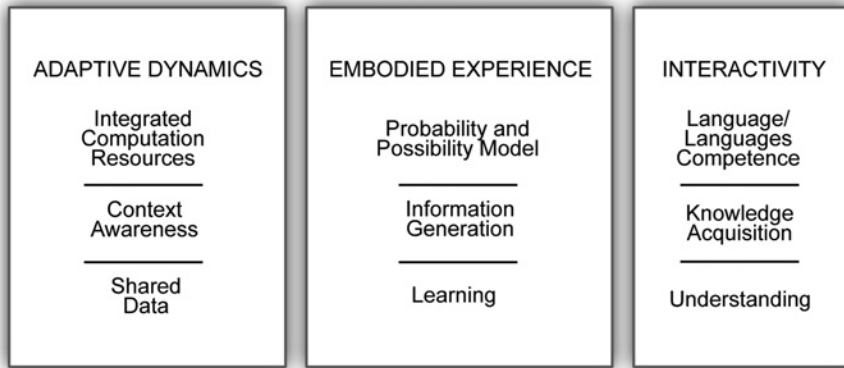 ADAPTIVE DYNAMICS
Integrated
Computation
Resources
Context
Awareness
Shared
Data
EMBODIED EXPERIENCE
Probability and
Possibility Model
Information
Generation
Learning
INTERACTIVITY
Language/
Languages
Competence
Knowledge
Acquisition
Understanding